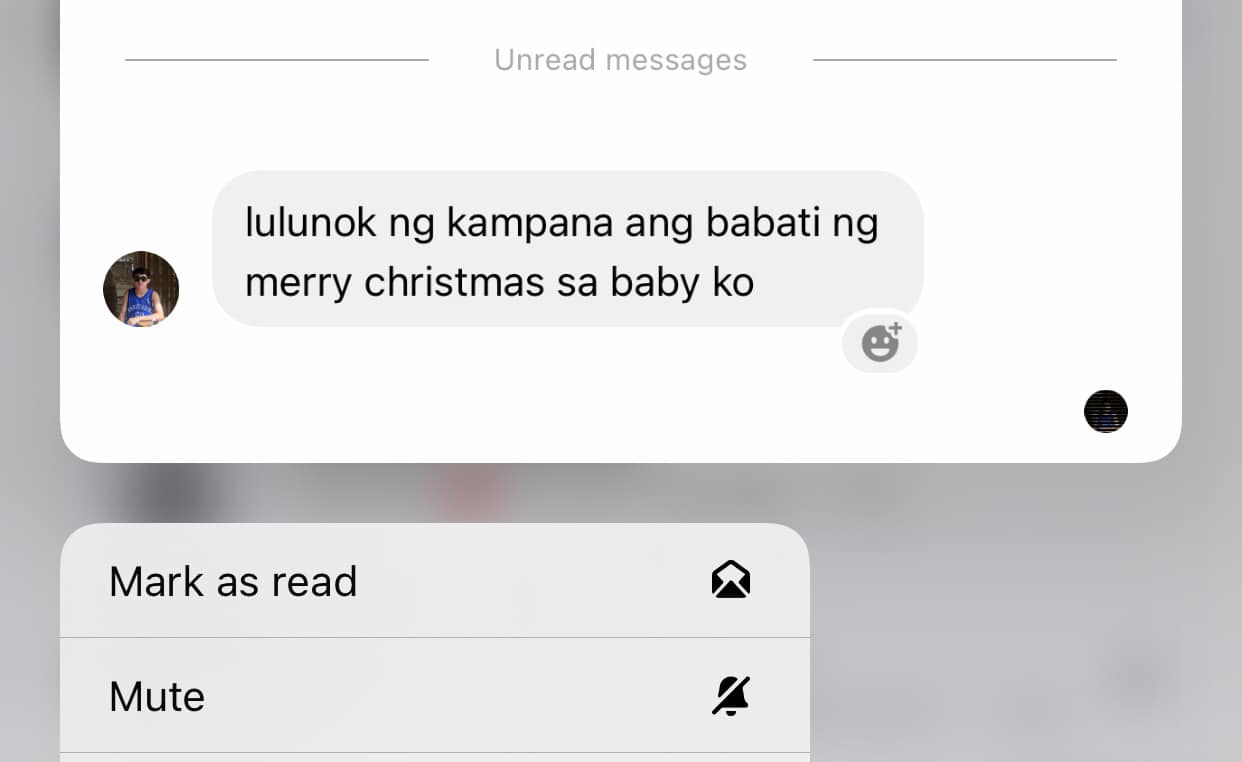 Unread messages
lulunok ng kampana ang babati ng
merry christmas sa baby ko
Mark as read
Mute